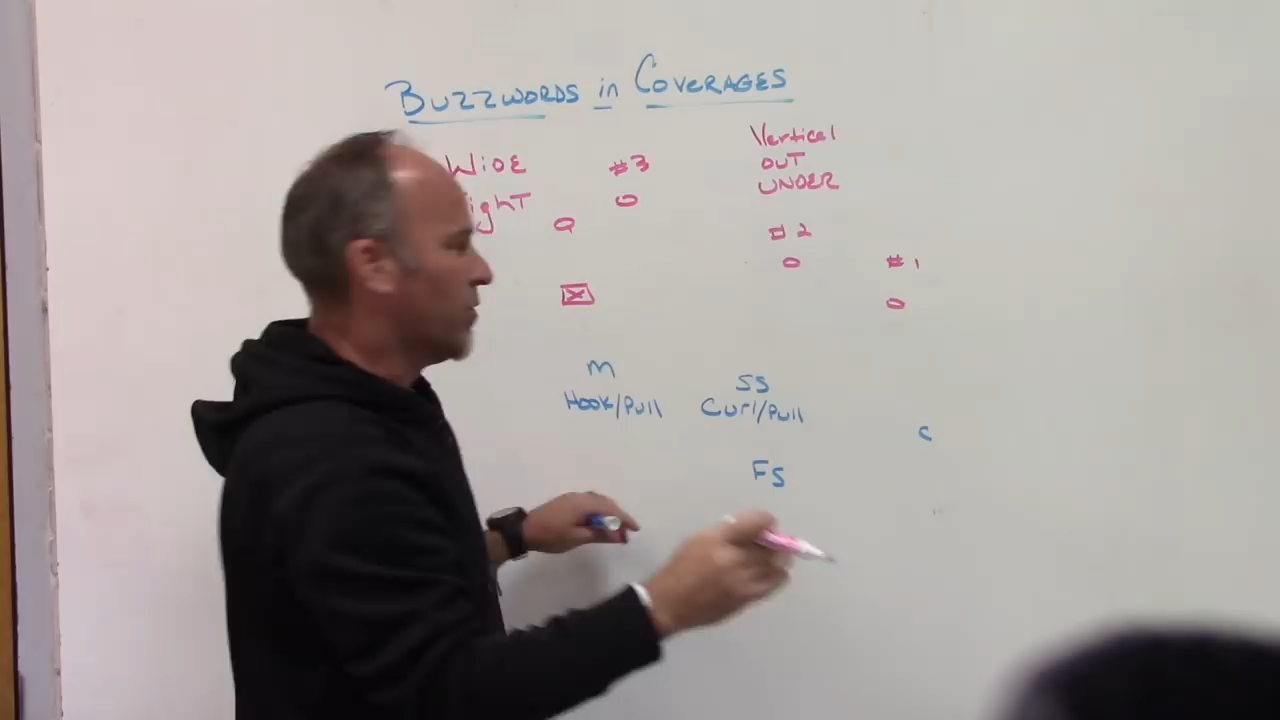 BUZZWORDS in COVERAGES
WIDE
#3
Vertical
OUT
UNDER
#2
#1
M
Hook/Pull
SS
Curl/Pull
C
FS